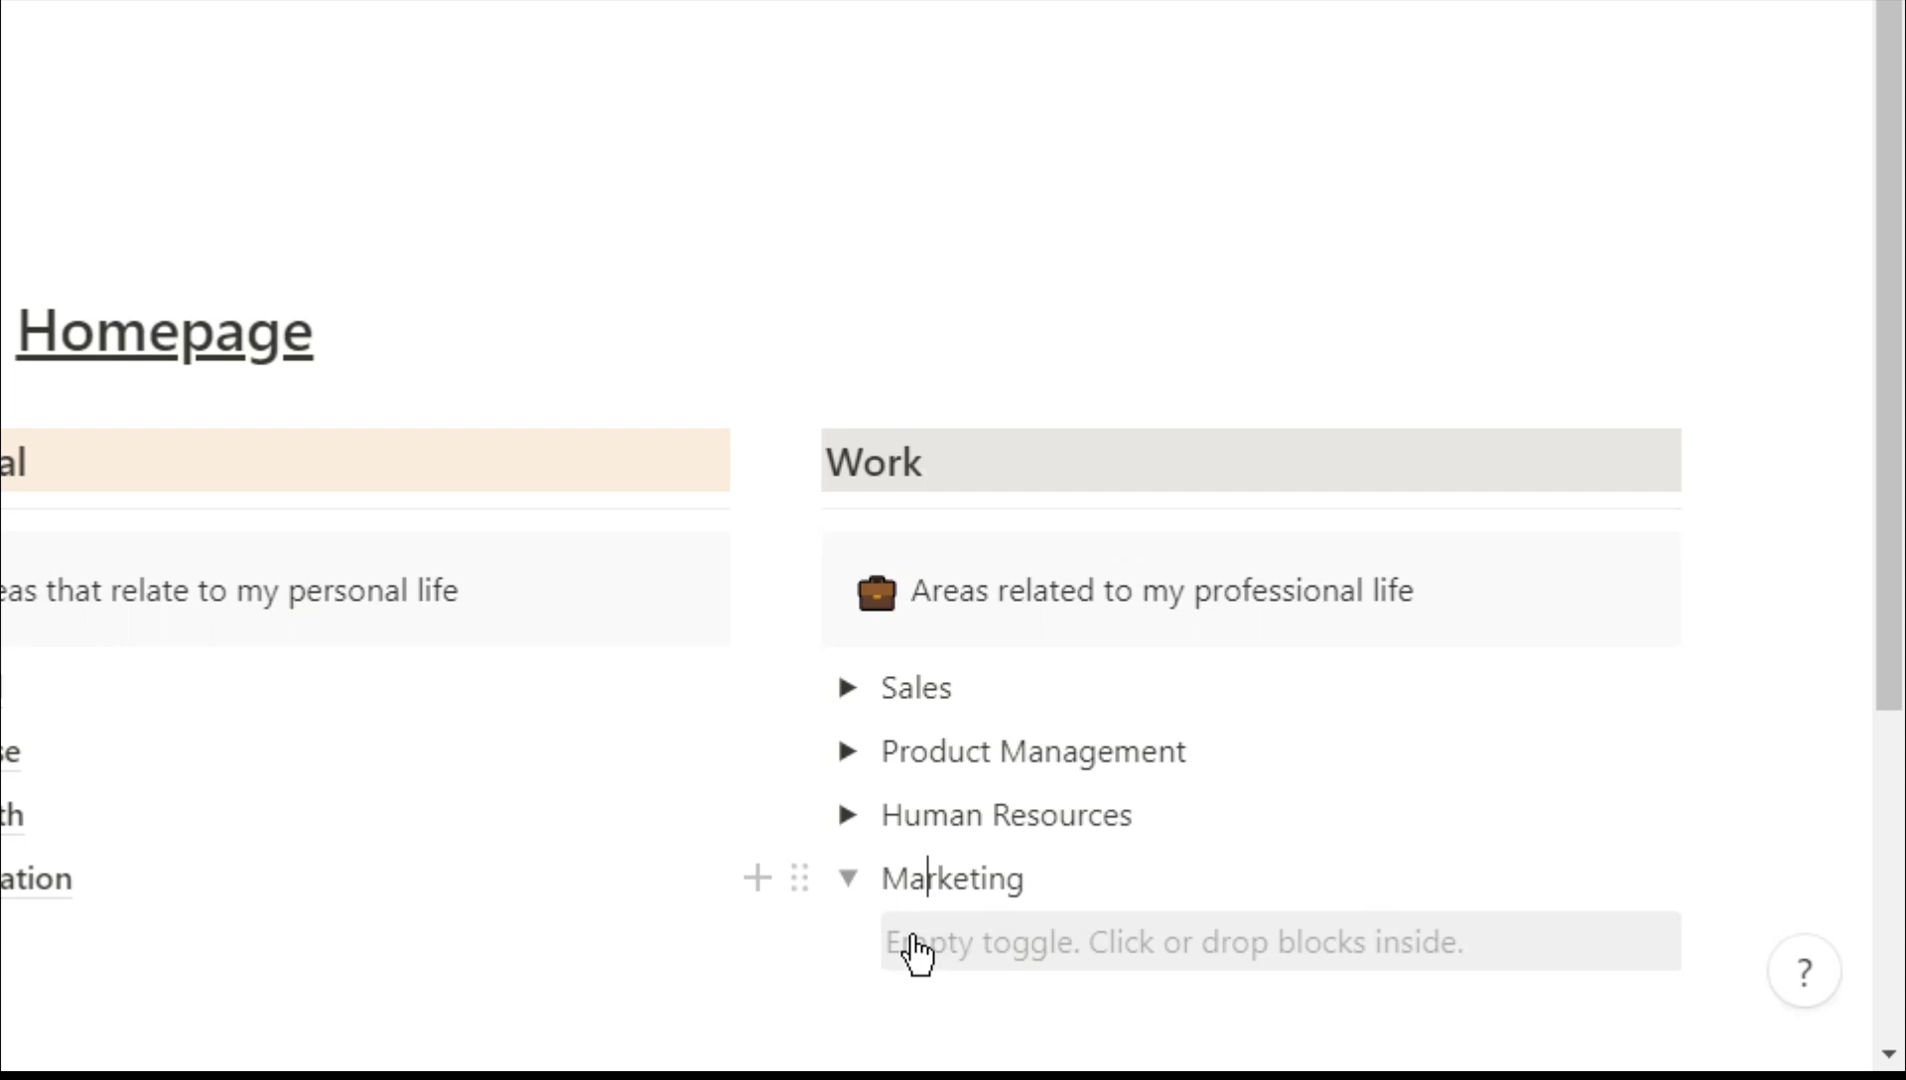 Homepage
al
Work
eas that relate to my personal life
Areas related to my professional life
Sales
se
Product Management
th
Human Resources
ation
Marketing
Empty toggle. Click or drop blocks inside.
?